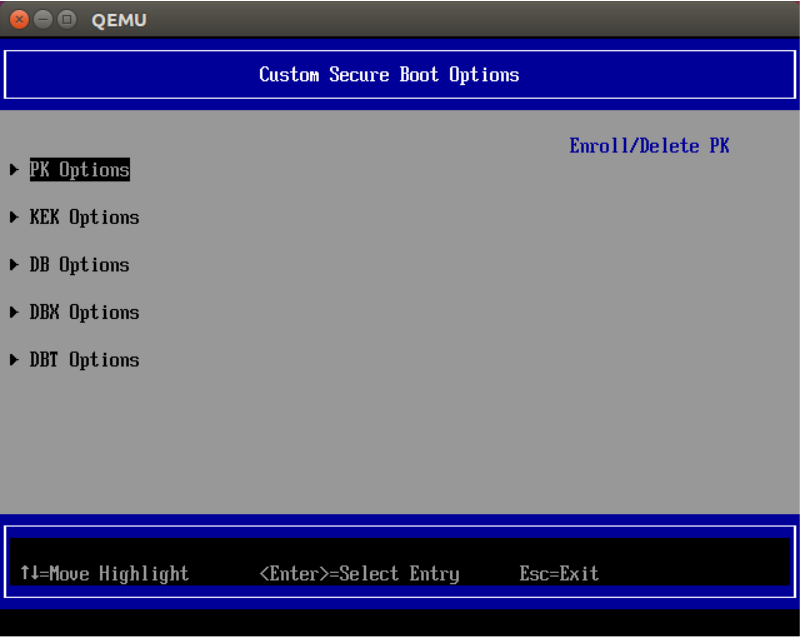 QEMU
Custom Secure Boot Options
Enroll/Delete PK
PK Options
KEK Options
DB Options
DBX Options
DBT Options
↑↓=Move Highlight <Enter>=Select Entry Esc=Exit